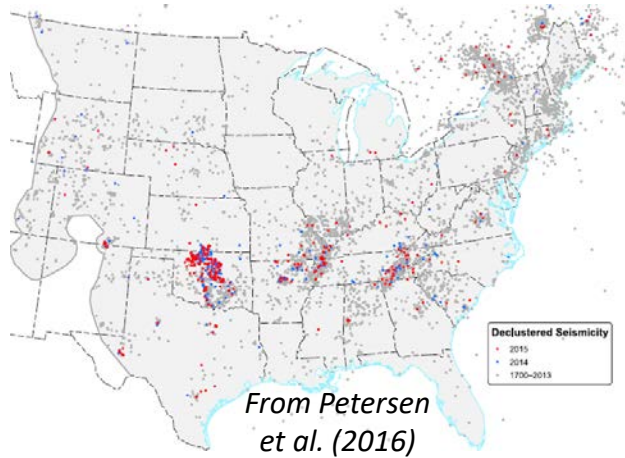 Declustered Seismicity
2015
2014
1700–2013
From Petersen
et al. (2016)